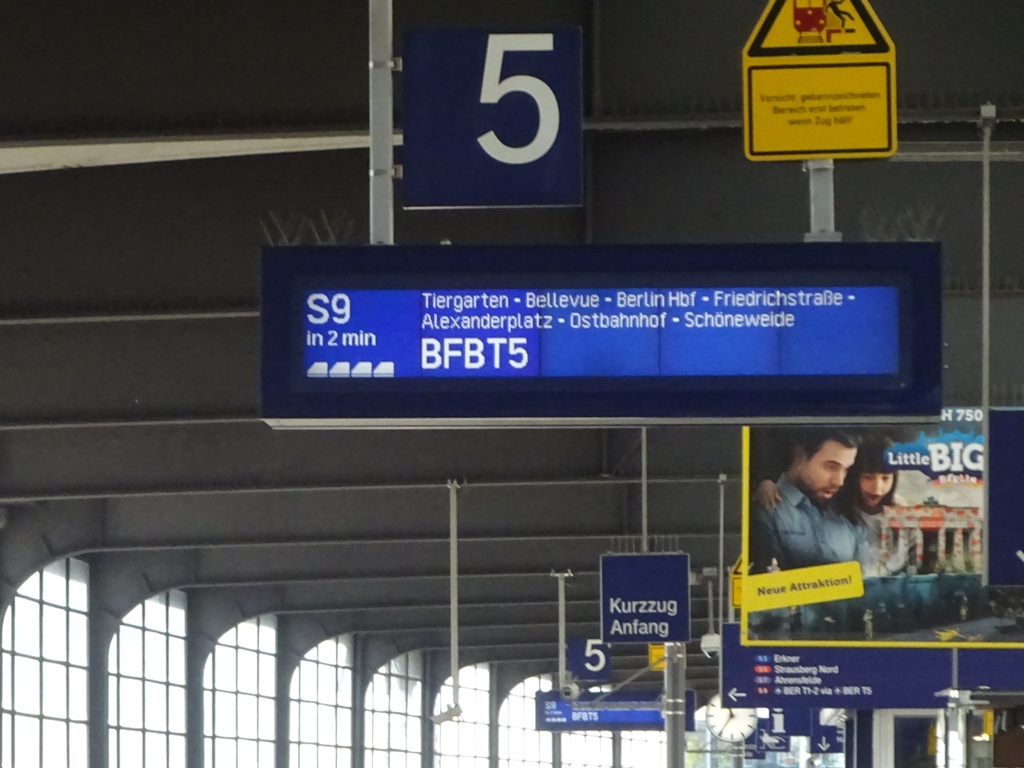 5
Vorsicht, gekennzeichneten
Bereich erst betreten,
wenn Zug hält!
S9
in 2 min
Tiergarten - Bellevue - Berlin Hbf - Friedrichstraße -
Alexanderplatz - Ostbahnhof - Schöneweide
BFBT5
H 750
Little BIG
BERLIN
Neue Attraktion!
Kurzzug
Anfang
5
S9
BFBT5
Erkner
Strausberg Nord
Ahrensfelde
BER T1-2 via BER T5
i